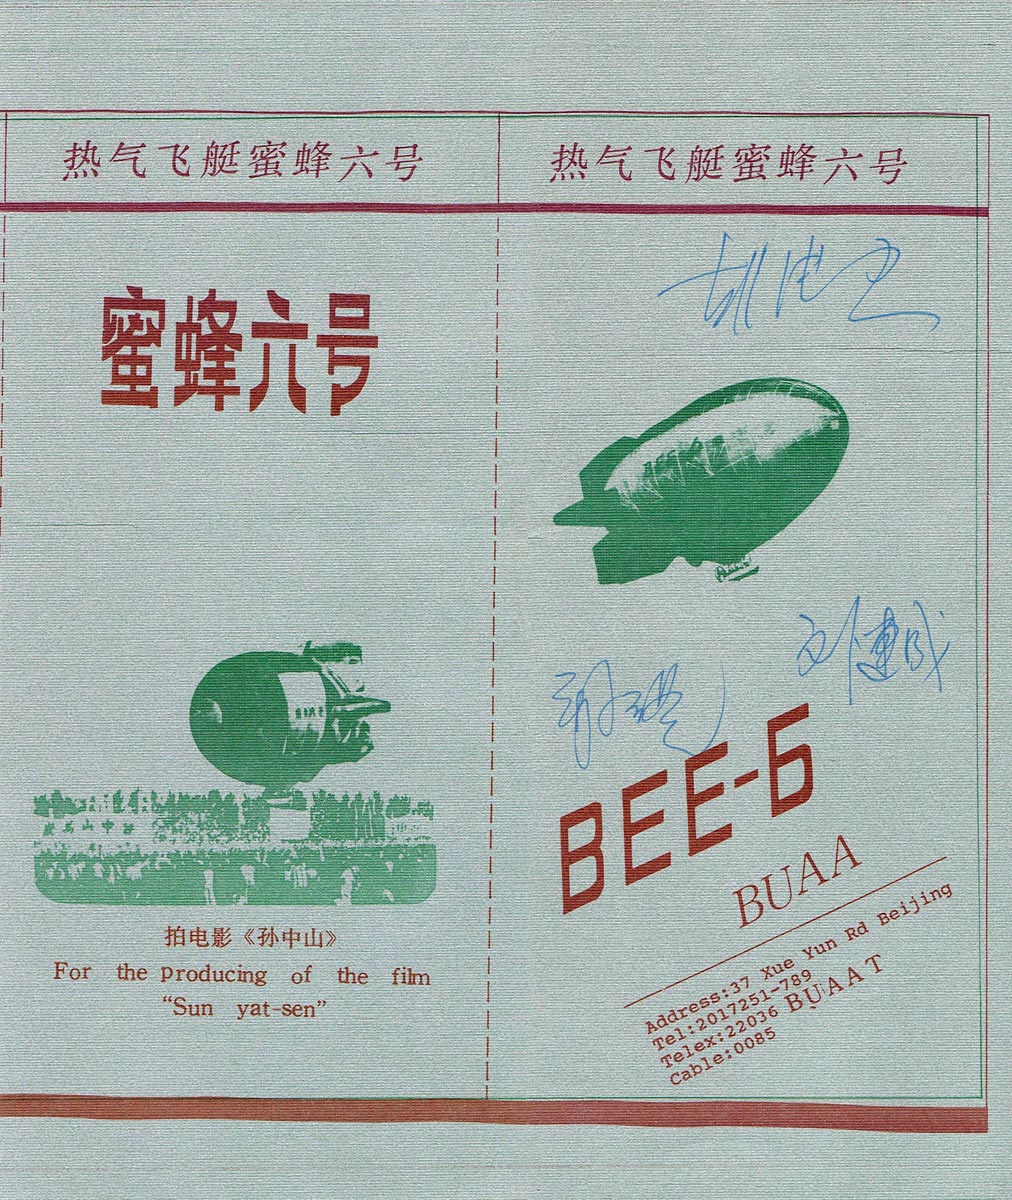 热气飞艇蜜蜂六号
蜜蜂六号
拍电影《孙中山》
For the producing of the film
“Sun yat-sen”
热气飞艇蜜蜂六号
BEE-6
BUAA
Address:37 Xue Yun Rd Beijing
Tel:2017251-789
Telex:22036 BUAAT
Cable:0085